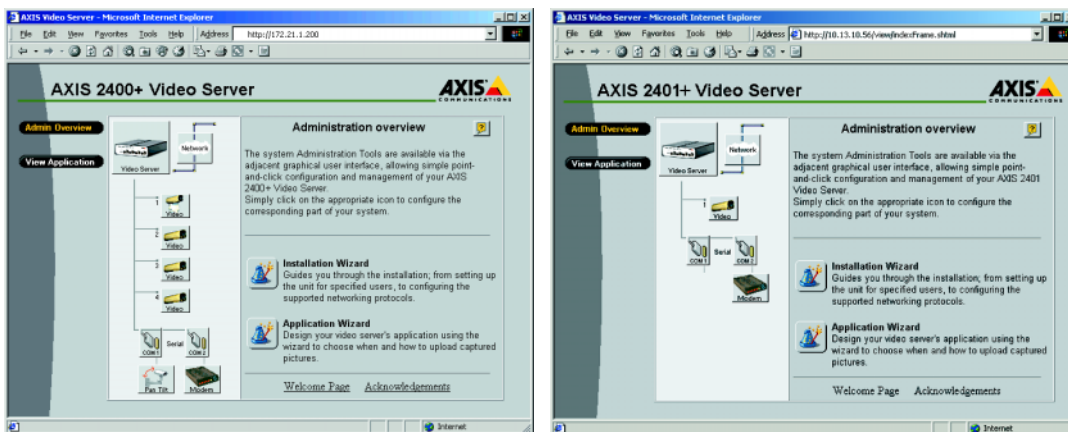 AXIS Video Server - Microsoft Internet Explorer
File Edit View Favorites Tools Help Address http://172.21.1.200
AXIS 2400+ Video Server
AXIS
COMMUNICATIONS
Admin Overview
View Application
Video Server
Network
1
Video
2
Video
3
Video
4
Video
COM 1
Serial
COM 2
Pan Tilt
Modem
Administration overview
The system Administration Tools are available via the
adjacent graphical user interface, allowing simple point-
and-click configuration and management of your AXIS
2400+ Video Server.
Simply click on the appropriate icon to configure the
corresponding part of your system.
Installation Wizard
Guides you through the installation; from setting up
the unit for specified users, to configuring the
supported networking protocols.
Application Wizard
Design your video server's application using the
wizard to choose when and how to upload captured
pictures.
Welcome Page Acknowledgements
Internet
AXIS Video Server - Microsoft Internet Explorer
File Edit View Favorites Tools Help Address http://10.13.10.56/view/indexFrame.shtml
AXIS 2401+ Video Server
AXIS
COMMUNICATIONS
Admin Overview
View Application
Video Server
Network
1
Video
COM 1
Serial
COM 2
Modem
Administration overview
The system Administration Tools are available via the
adjacent graphical user interface, allowing simple point-
and-click configuration and management of your AXIS 2401
Video Server.
Simply click on the appropriate icon to configure the
corresponding part of your system.
Installation Wizard
Guides you through the installation; from setting up
the unit for specified users, to configuring the
supported networking protocols.
Application Wizard
Design your video server's application using the
wizard to choose when and how to upload captured
pictures.
Welcome Page Acknowledgements
Internet